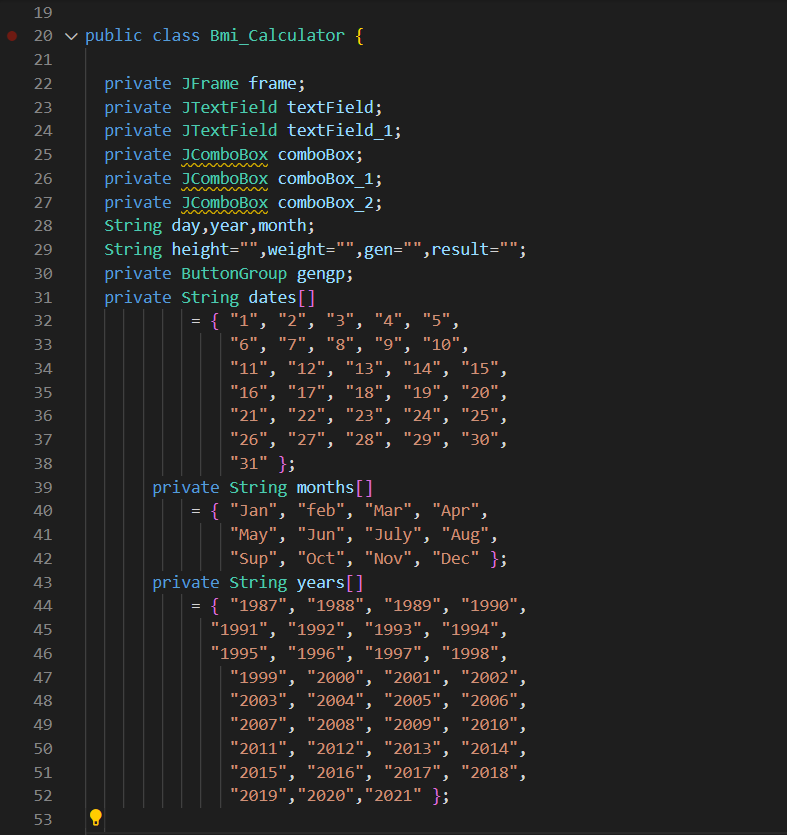 19
20 public class Bmi_Calculator {
21
22 private JFrame frame;
23 private JTextField textField;
24 private JTextField textField_1;
25 private JComboBox comboBox;
26 private JComboBox comboBox_1;
27 private JComboBox comboBox_2;
28 String day,year,month;
29 String height="",weight="",gen="",result="";
30 private ButtonGroup gengp;
31 private String dates[]
32 = { "1", "2", "3", "4", "5",
33 "6", "7", "8", "9", "10",
34 "11", "12", "13", "14", "15",
35 "16", "17", "18", "19", "20",
36 "21", "22", "23", "24", "25",
37 "26", "27", "28", "29", "30",
38 "31" };
39 private String months[]
40 = { "Jan", "feb", "Mar", "Apr",
41 "May", "Jun", "July", "Aug",
42 "Sup", "Oct", "Nov", "Dec" };
43 private String years[]
44 = { "1987", "1988", "1989", "1990",
45 "1991", "1992", "1993", "1994",
46 "1995", "1996", "1997", "1998",
47 "1999", "2000", "2001", "2002",
48 "2003", "2004", "2005", "2006",
49 "2007", "2008", "2009", "2010",
50 "2011", "2012", "2013", "2014",
51 "2015", "2016", "2017", "2018",
52 "2019","2020","2021" };
53